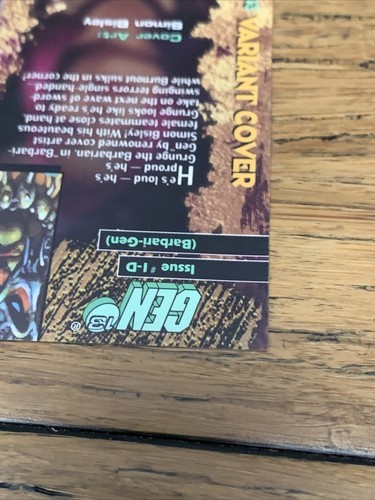 GEN 13 ®
Issue # 1-D
(Barbari-Gen)
VARIANT COVER
He's loud — he's
proud — he's
Grunge the Barbarian, in 'Barbari-
Gen' by renowned cover artist
Simon Bisley. With his beauteous
female teammates close at hand,
Grunge looks like he's ready to
take on the next wave of sword-
swinging terrors single-handed,
while Burnout sulks in the corner!
Cover Art:
Simon Bisley